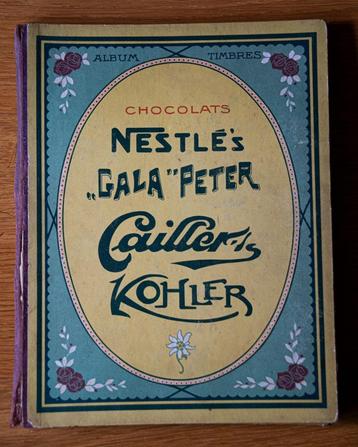 ALBUM TIMBRES
CHOCOLATS
NESTLÉ'S
„GALA" PETER
Cailler's
KOHLER